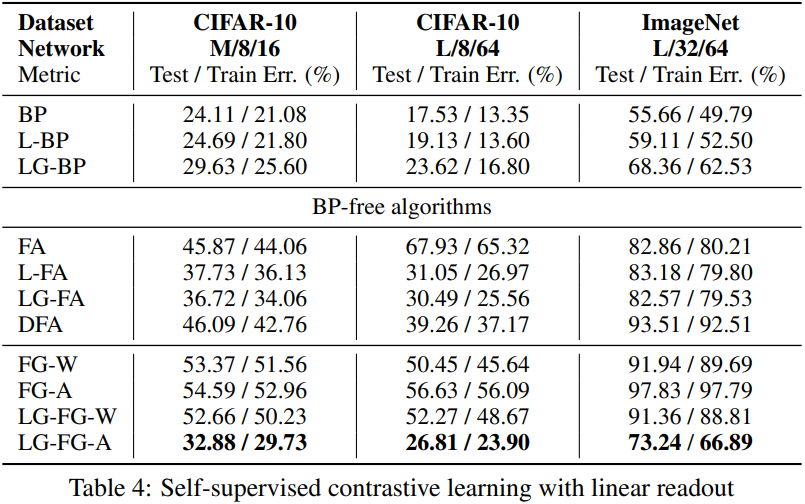 Dataset CIFAR-10 CIFAR-10 ImageNet
Network M/8/16 L/8/64 L/32/64
Metric Test / Train Err. (%) Test / Train Err. (%) Test / Train Err. (%)
BP 24.11 / 21.08 17.53 / 13.35 55.66 / 49.79
L-BP 24.69 / 21.80 19.13 / 13.60 59.11 / 52.50
LG-BP 29.63 / 25.60 23.62 / 16.80 68.36 / 62.53
BP-free algorithms
FA 45.87 / 44.06 67.93 / 65.32 82.86 / 80.21
L-FA 37.73 / 36.13 31.05 / 26.97 83.18 / 79.80
LG-FA 36.72 / 34.06 30.49 / 25.56 82.57 / 79.53
DFA 46.09 / 42.76 39.26 / 37.17 93.51 / 92.51
FG-W 53.37 / 51.56 50.45 / 45.64 91.94 / 89.69
FG-A 54.59 / 52.96 56.63 / 56.09 97.83 / 97.79
LG-FG-W 52.66 / 50.23 52.27 / 48.67 91.36 / 88.81
LG-FG-A 32.88 / 29.73 26.81 / 23.90 73.24 / 66.89
Table 4: Self-supervised contrastive learning with linear readout